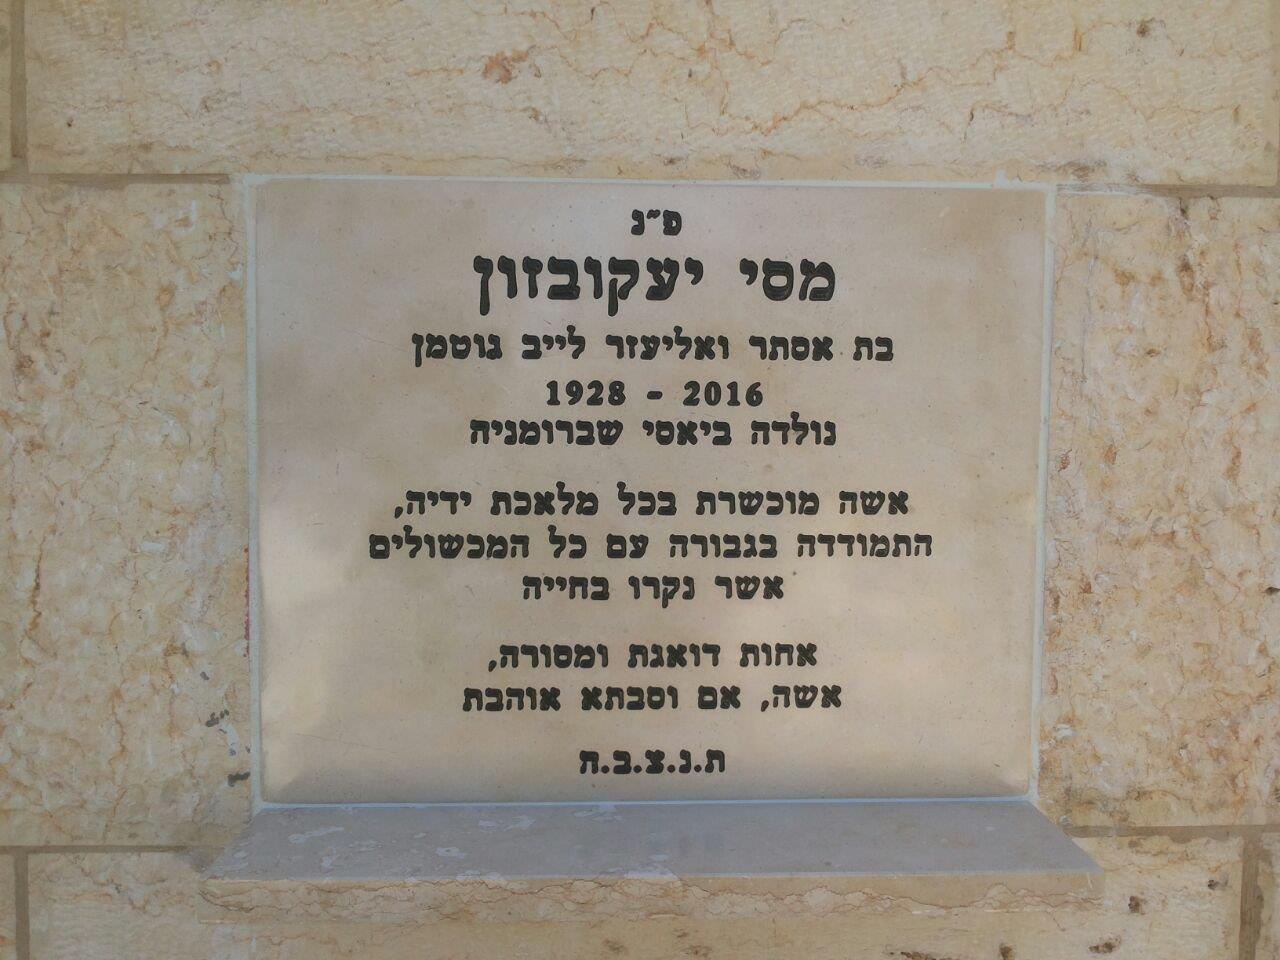 פ״נ
מסי יעקובזון
בת אסתר ואליעזר לייב גוטמן
1928 - 2016
נולדה ביאסי שברומניה
אשה מוכשרת בכל מלאכת ידיה,
התמודדה בגבורה עם כל המכשולים
אשר נקרו בחייה
אחות דואגת ומסורה,
אשה, אם וסבתא אוהבת
ת.נ.צ.ב.ה